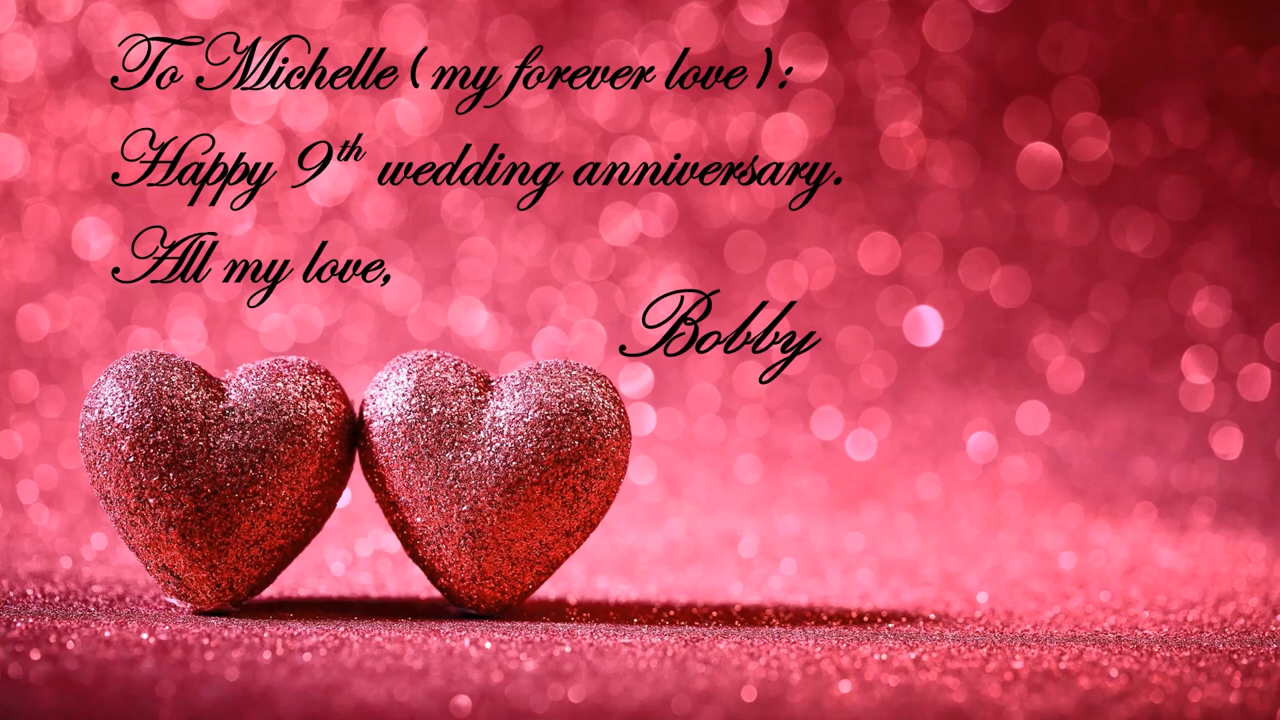 To Michelle (my forever love):
Happy 9th wedding anniversary.
All my love,
Bobby